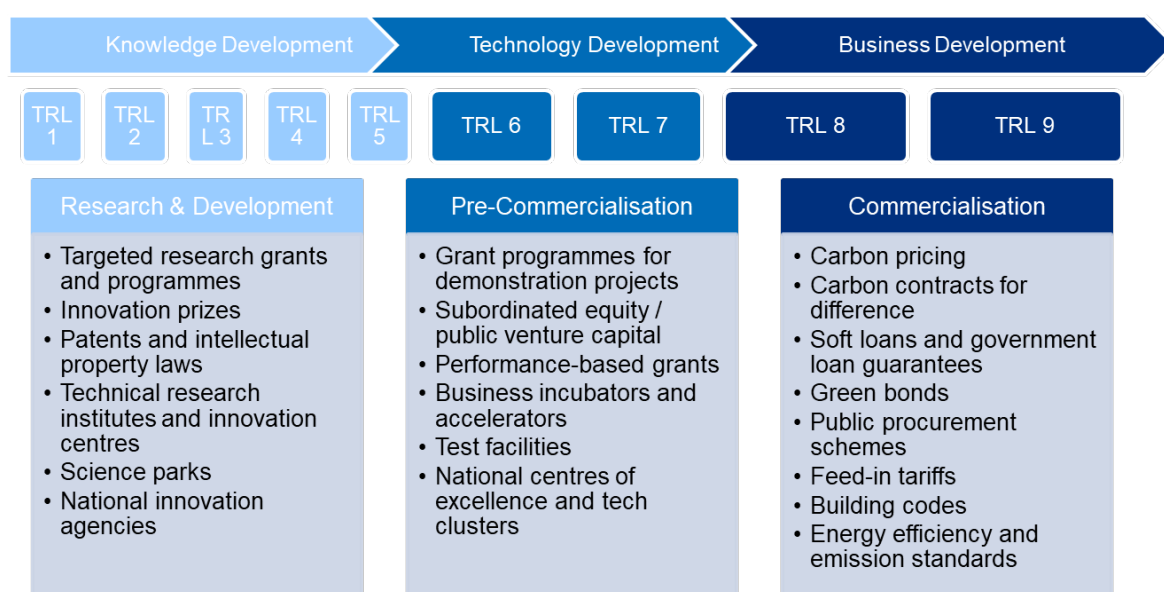 Knowledge Development
Technology Development
Business Development
TRL
1
TRL
2
TR
L 3
TRL
4
TRL
5
TRL 6
TRL 7
TRL 8
TRL 9
Research & Development
• Targeted research grants
and programmes
• Innovation prizes
• Patents and intellectual
property laws
• Technical research
institutes and innovation
centres
• Science parks
• National innovation
agencies
Pre-Commercialisation
• Grant programmes for
demonstration projects
• Subordinated equity /
public venture capital
• Performance-based grants
• Business incubators and
accelerators
• Test facilities
• National centres of
excellence and tech
clusters
Commercialisation
• Carbon pricing
• Carbon contracts for
difference
• Soft loans and government
loan guarantees
• Green bonds
• Public procurement
schemes
• Feed-in tariffs
• Building codes
• Energy efficiency and
emission standards